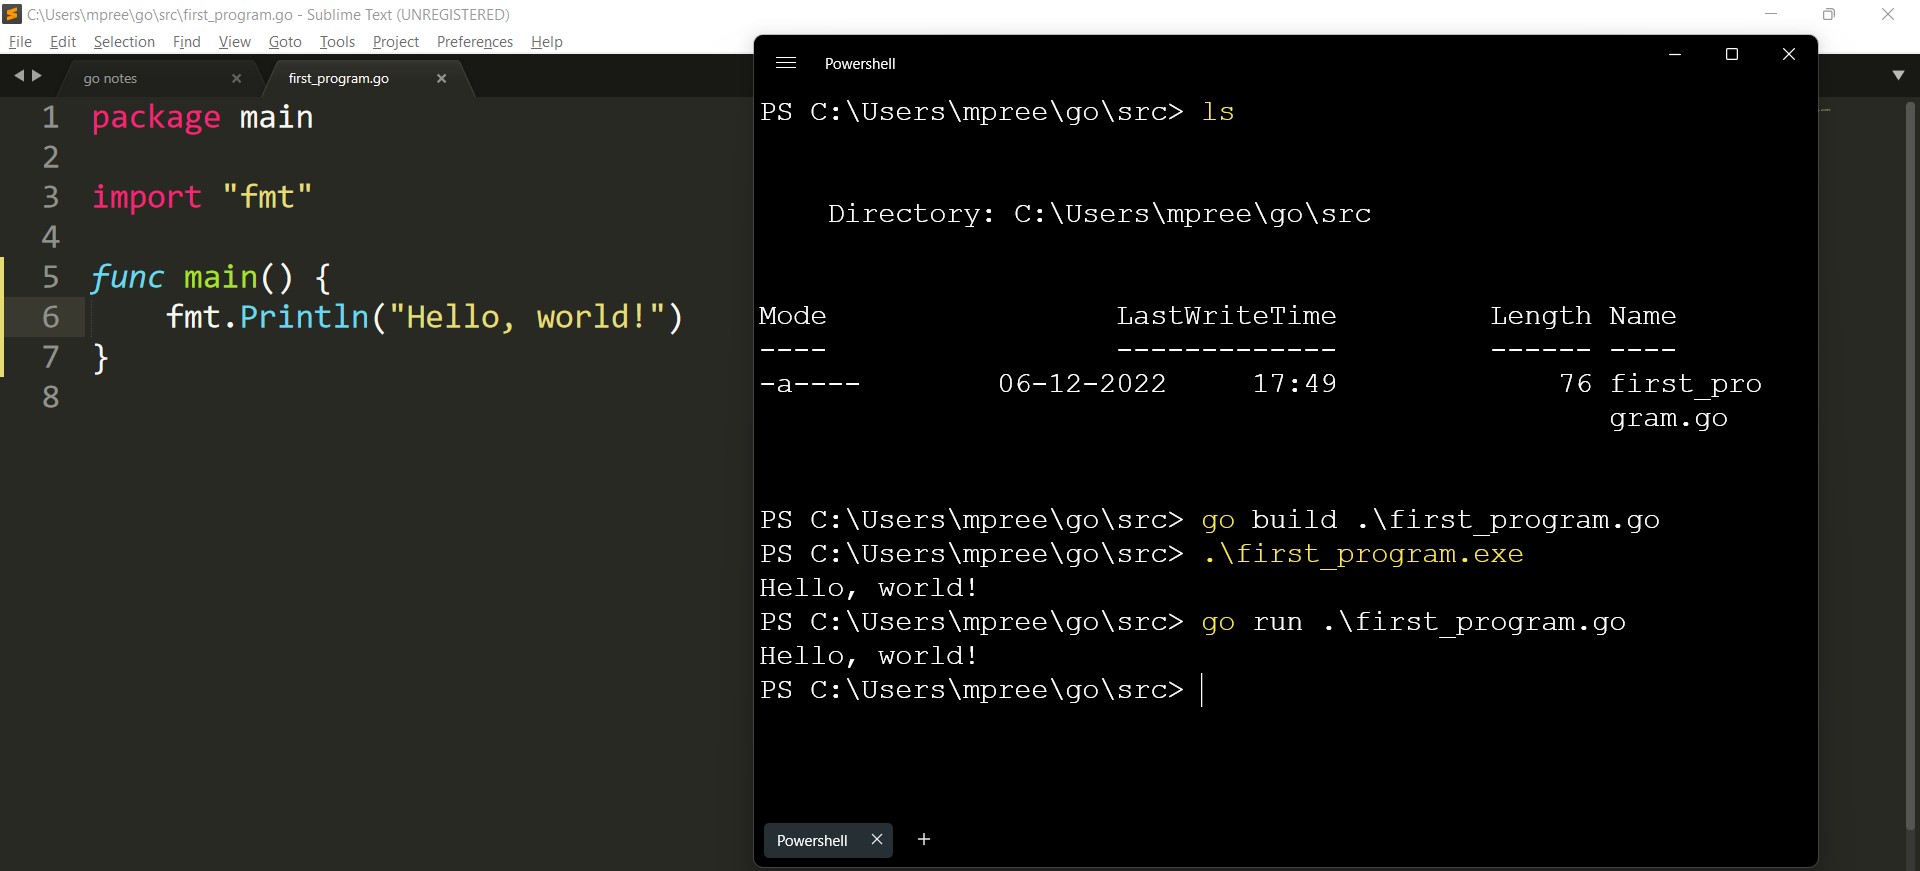 C:\Users\mpree\go\src\first_program.go - Sublime Text (UNREGISTERED)
File Edit Selection Find View Goto Tools Project Preferences Help
go notes first_program.go
1 package main
2
3 import "fmt"
4
5 func main() {
6 fmt.Println("Hello, world!")
7 }
8
Powershell
PS C:\Users\mpree\go\src> ls
Directory: C:\Users\mpree\go\src
Mode LastWriteTime Length Name
---- ------------- ------ ----
-a---- 06-12-2022 17:49 76 first_pro
gram.go
PS C:\Users\mpree\go\src> go build .\first_program.go
PS C:\Users\mpree\go\src> .\first_program.exe
Hello, world!
PS C:\Users\mpree\go\src> go run .\first_program.go
Hello, world!
PS C:\Users\mpree\go\src>
Powershell